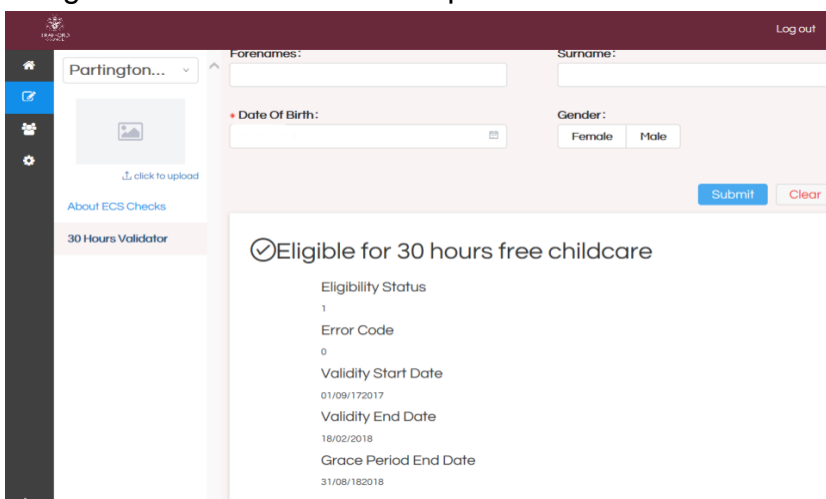 TRAFFORD
COUNCIL
Log out
Partington...
Forenames:
Surname:
* Date Of Birth:
Gender:
Female Male
click to upload
Submit Clear
About ECS Checks
30 Hours Validator
Eligible for 30 hours free childcare
Eligibility Status
1
Error Code
0
Validity Start Date
01/09/172017
Validity End Date
18/02/2018
Grace Period End Date
31/08/182018